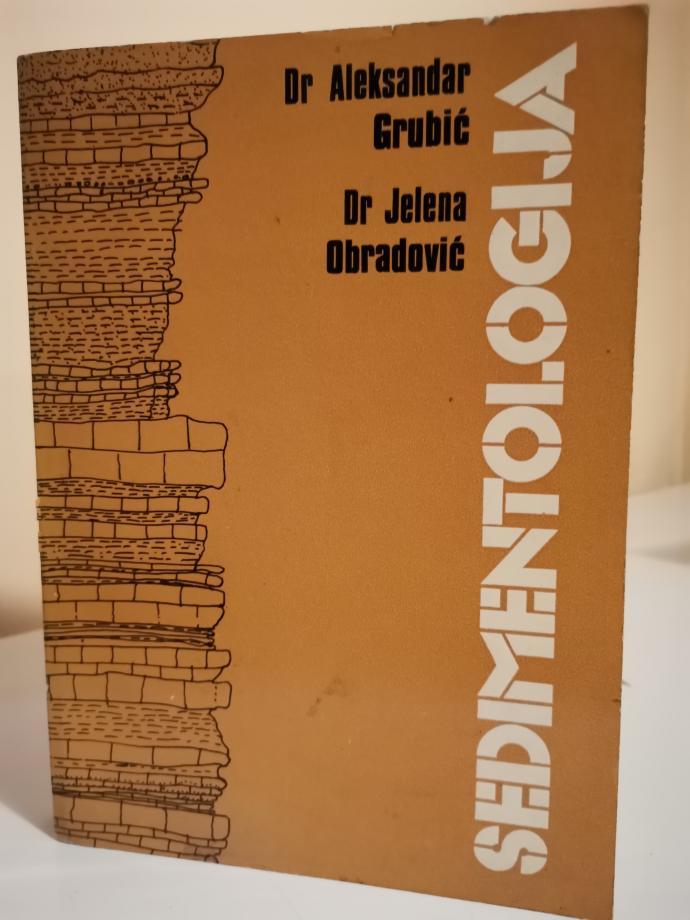 Dr Aleksandar
Grubić
Dr Jelena
Obradović
SEDIMENTOLOGIJA